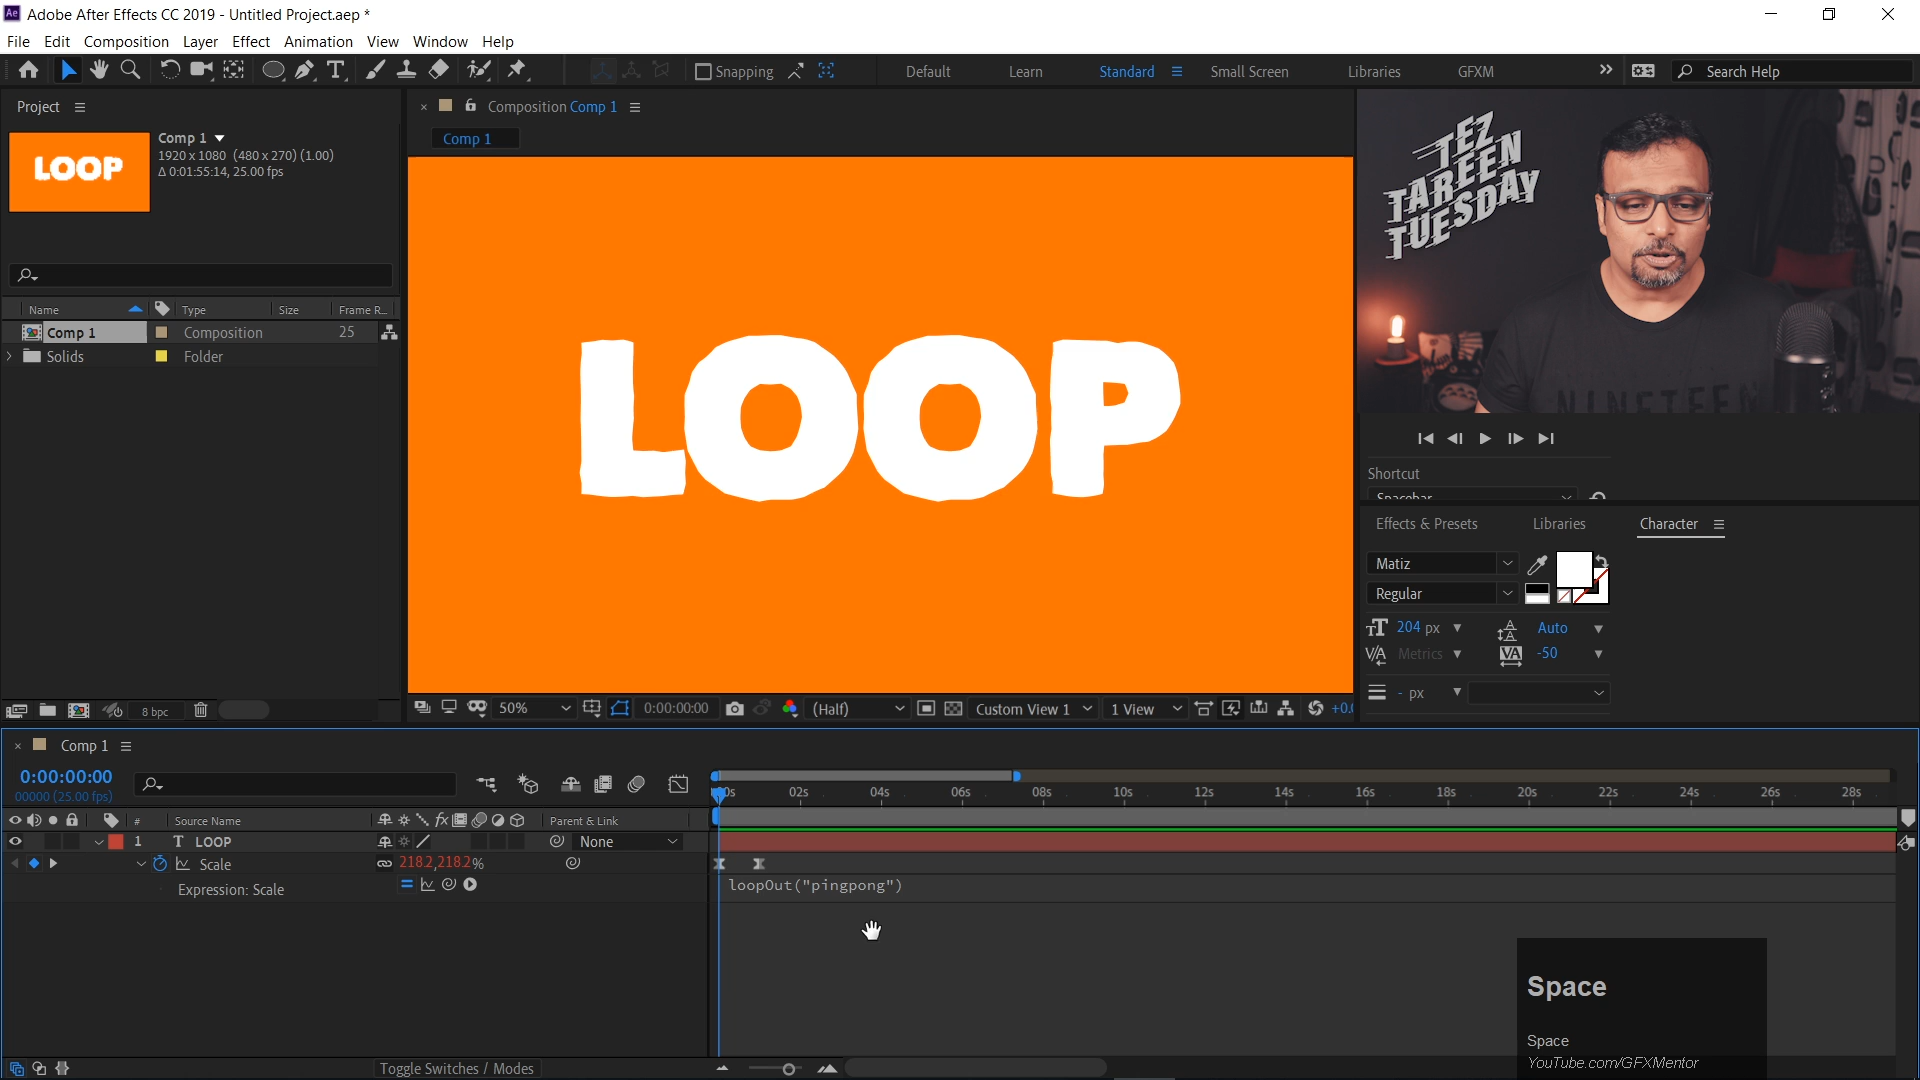 Ae Adobe After Effects CC 2019 - Untitled Project.aep *
File Edit Composition Layer Effect Animation View Window Help
Snapping Default Learn Standard Small Screen Libraries GFXM Search Help
Project
Comp 1
1920 x 1080 (480 x 270) (1.00)
Δ 0:01:55:14, 25.00 fps
LOOP
Name Type Size Frame R...
Comp 1 Composition 25
Solids Folder
8 bpc
Composition Comp 1
Comp 1
LOOP
50% 0:00:00:00 (Half) Custom View 1 1 View +0.0
TEZ
TAREEN
TUESDAY
NINETEEN
Shortcut
Spacebar
Effects & Presets Libraries Character
Matiz
Regular
204 px Auto
Metrics -50
- px
Comp 1
0:00:00:00
00000 (25.00 fps)
02s 04s 06s 08s 10s 12s 14s 16s 18s 20s 22s 24s 26s 28s
# Source Name Parent & Link
1 T LOOP None
Scale 218.2,218.2%
Expression: Scale loopOut("pingpong")
Toggle Switches / Modes
Space
Space
YouTube.com/GFXMentor